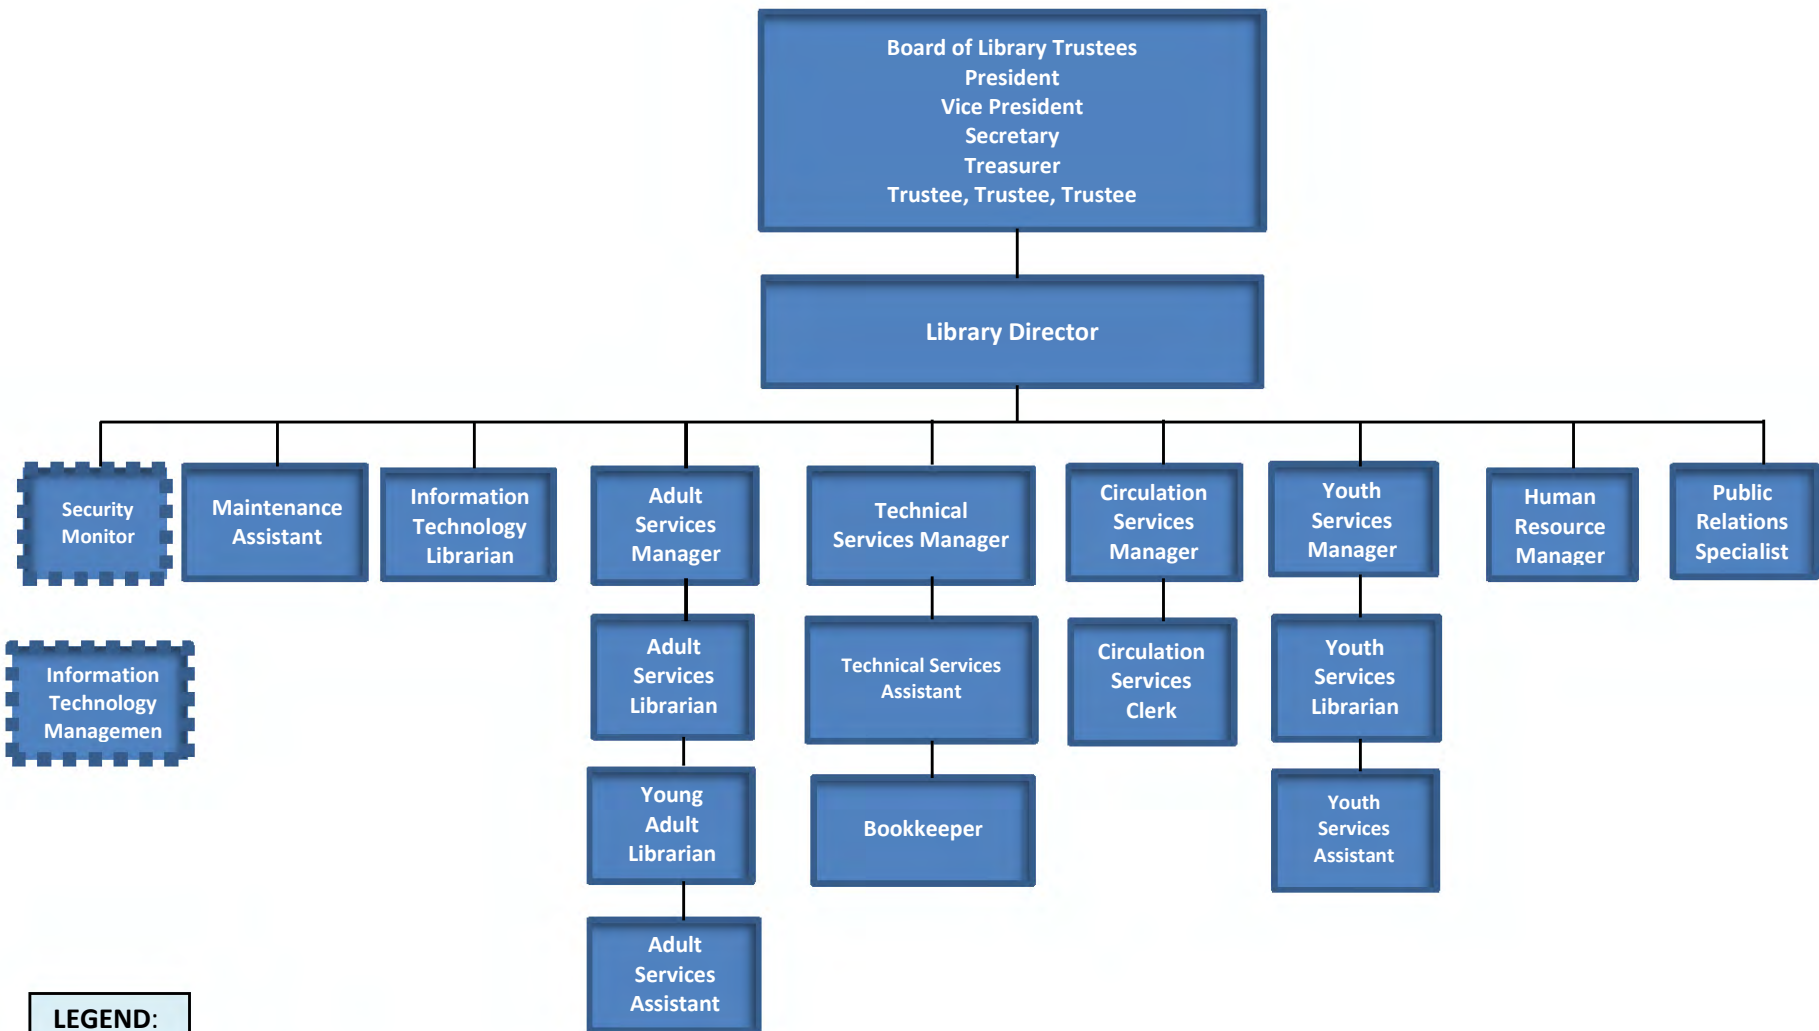 Board of Library Trustees
President
Vice President
Secretary
Treasurer
Trustee, Trustee, Trustee
Library Director
Security
Monitor
Maintenance
Assistant
Information
Technology
Librarian
Adult
Services
Manager
Technical
Services Manager
Circulation
Services
Manager
Youth
Services
Manager
Human
Resource
Manager
Public
Relations
Specialist
Information
Technology
Managemen
Adult
Services
Librarian
Technical Services
Assistant
Circulation
Services
Clerk
Youth
Services
Librarian
Young
Adult
Librarian
Bookkeeper
Youth
Services
Assistant
Adult
Services
Assistant
LEGEND: